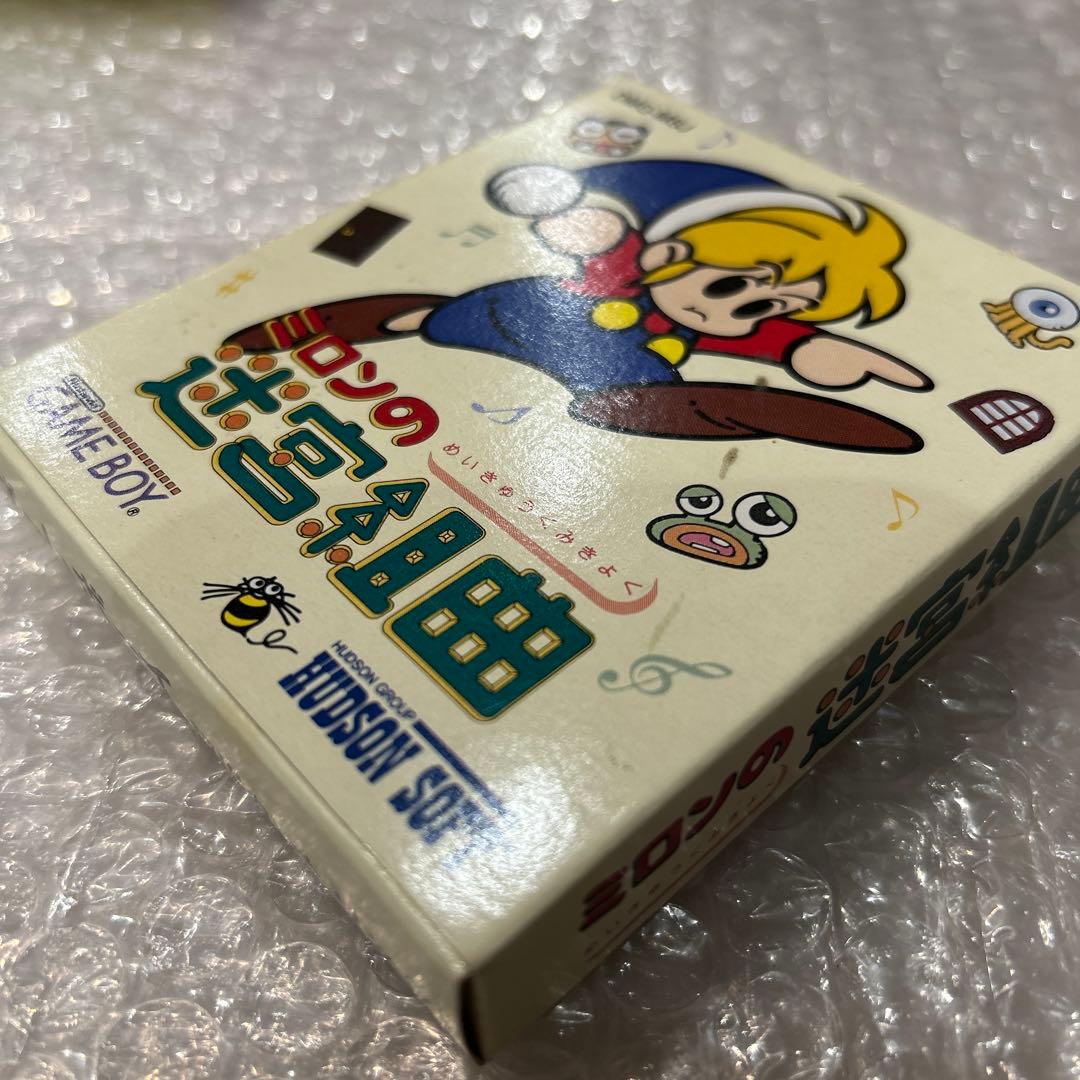 ミロンの
迷宮組曲
めいきゅうくみきょく
Nintendo
GAME BOY®
HUDSON GROUP
HUDSON SOFT
ミロンの
迷宮組曲